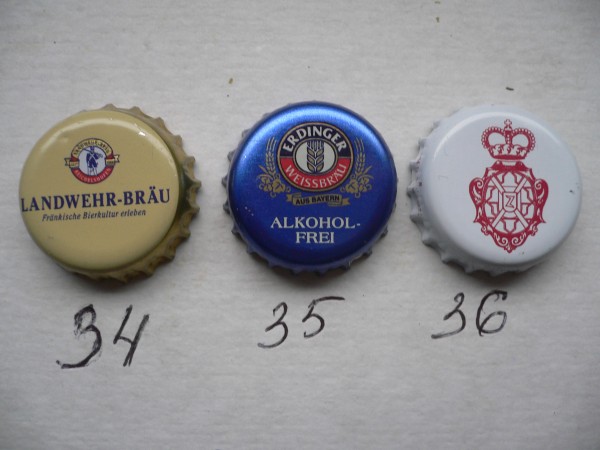 LANDWEHR-BRÄU
Fränkische Bierkultur erleben
ERDINGER
WEISSBRÄU
AUS BAYERN
ALKOHOL-
FREI
34
35
36